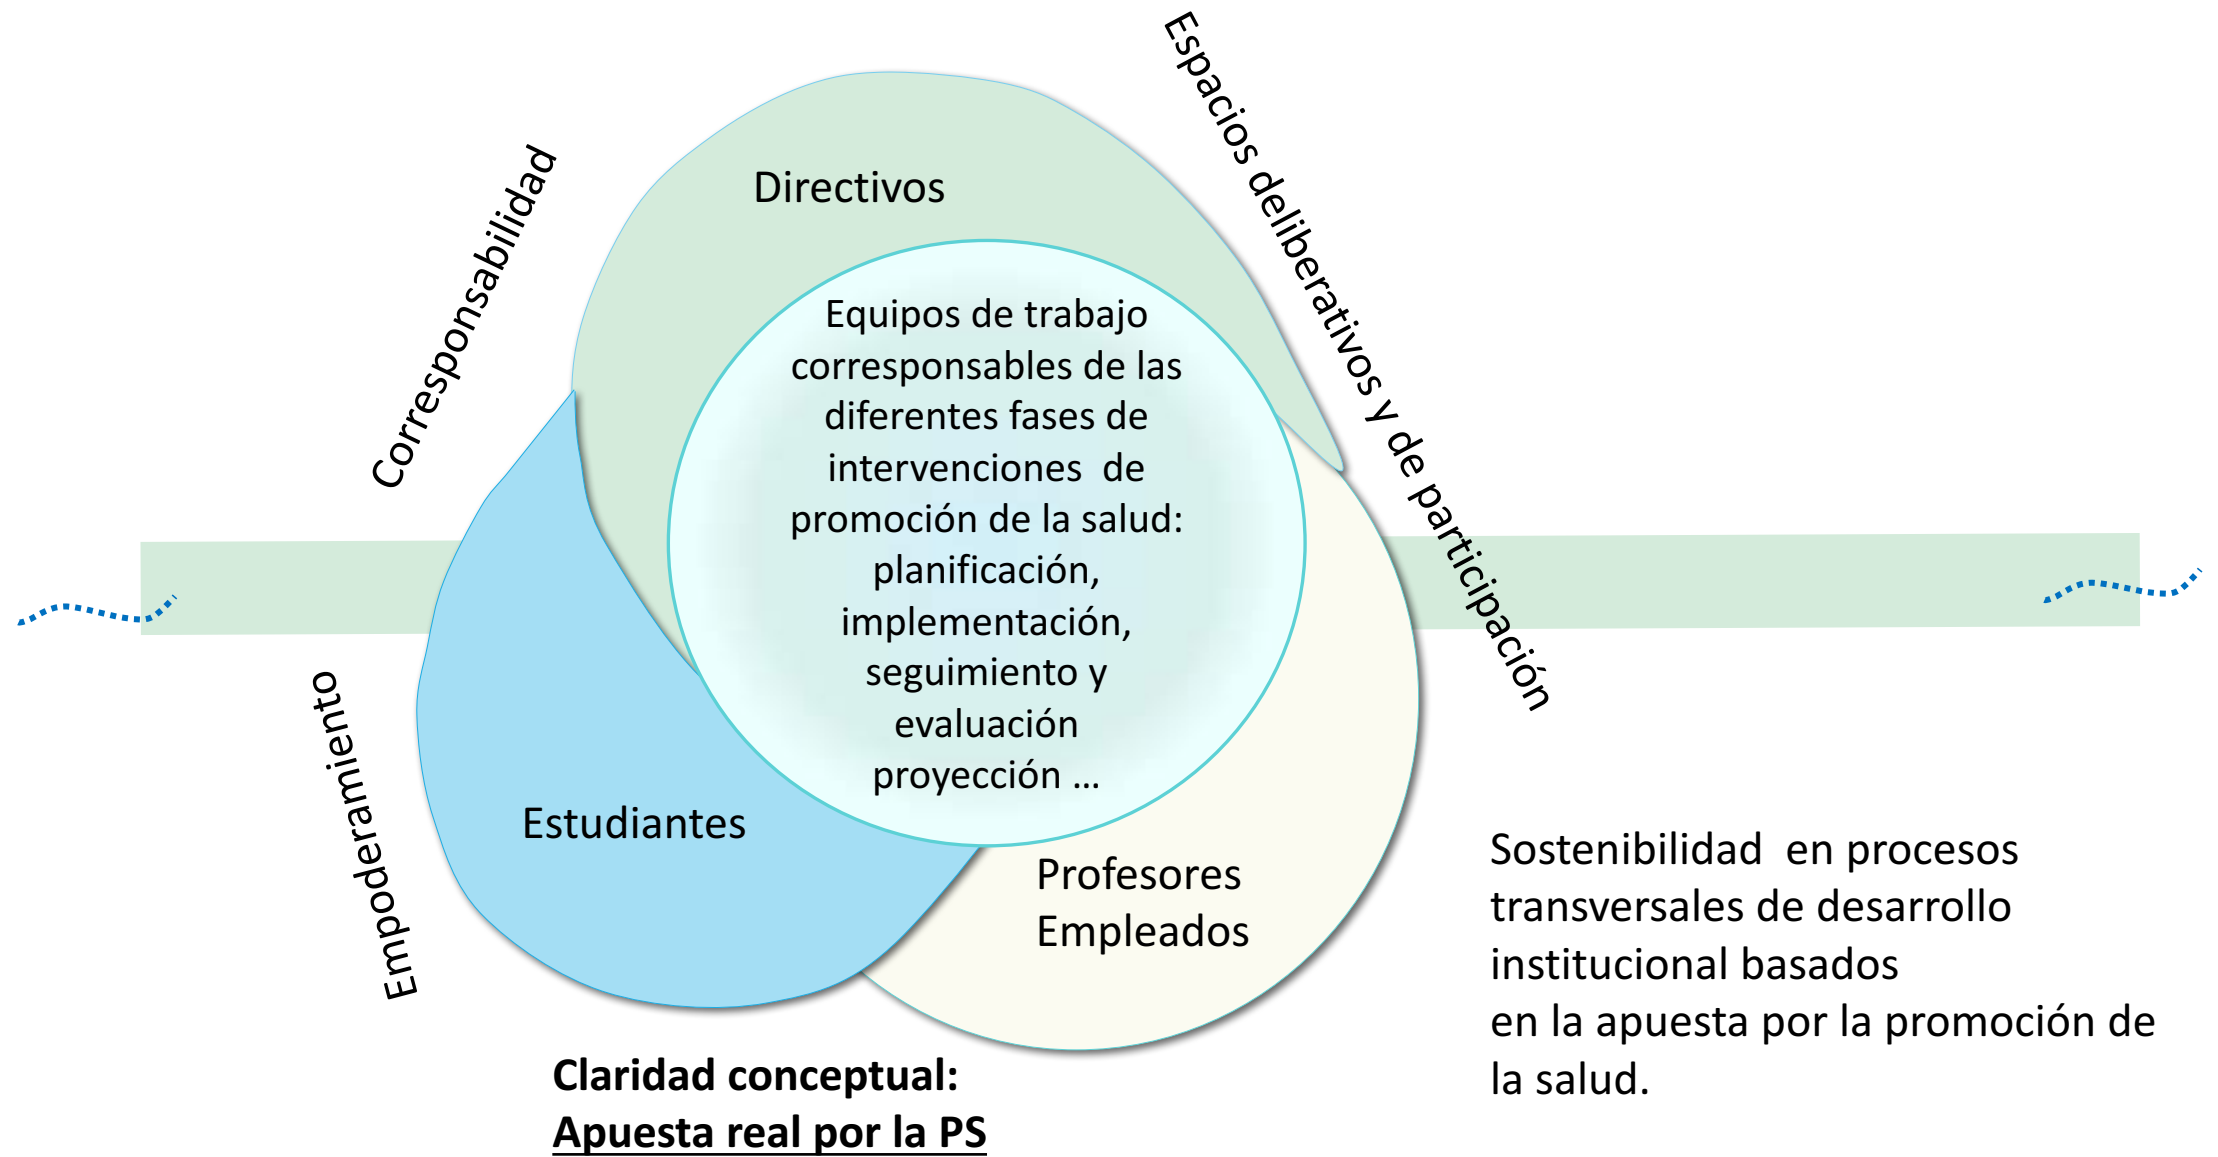 Espacios deliberativos y de participación
Corresponsabilidad
Directivos
Equipos de trabajo
corresponsables de las
diferentes fases de
intervenciones  de
promoción de la salud:
planificación,
implementación,
seguimiento y
evaluación
proyección ...
Empoderamiento
Estudiantes
Profesores
Empleados
Sostenibilidad  en procesos
transversales de desarrollo
institucional basados
en la apuesta por la promoción de
la salud.
Claridad conceptual:
Apuesta real por la PS